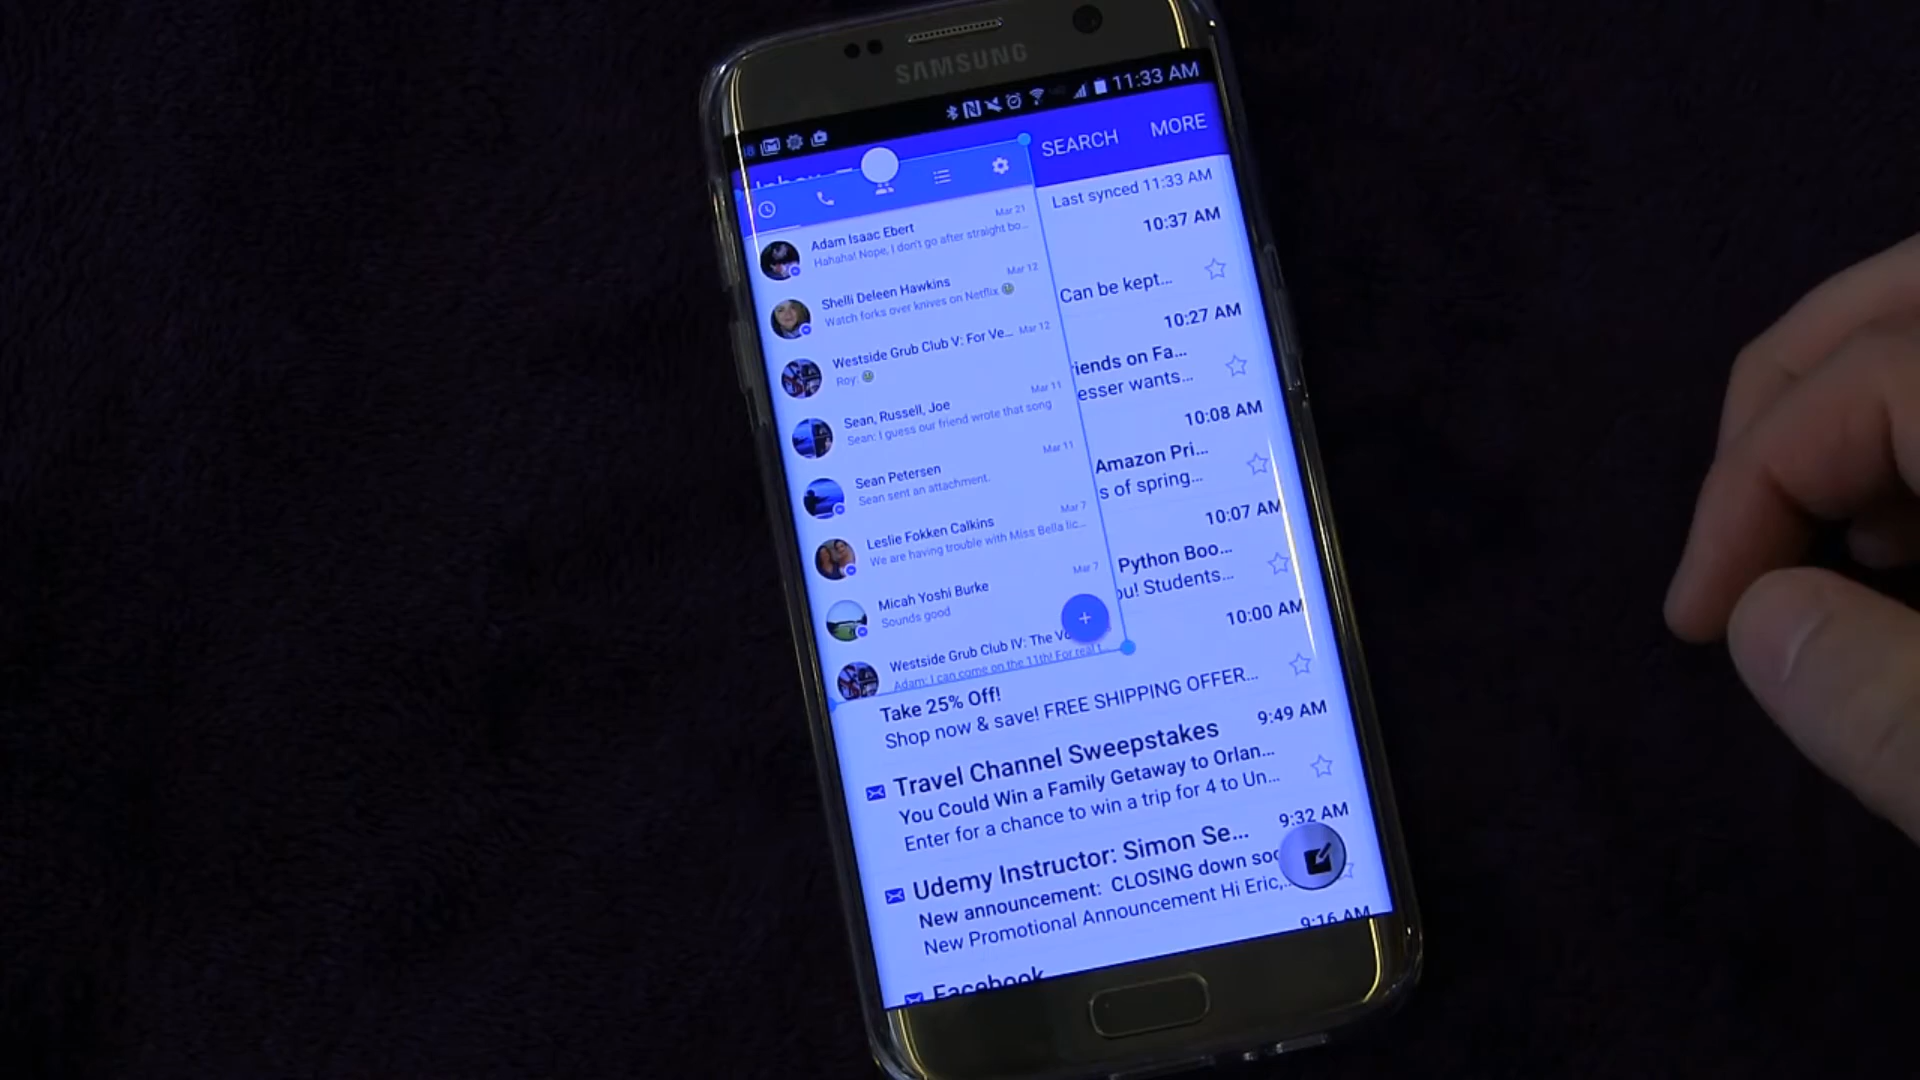 SAMSUNG
11:33 AM
SEARCH MORE
Last synced 11:33 AM
Mar 21
Adam Isaac Ebert
Hahaha! Nope, I don't go after straight bo...
Mar 12
Shelli Deleen Hawkins
Watch forks over knives on Netflix
Westside Grub Club V: For Ve... Mar 12
Roy:
Mar 11
Sean, Russell, Joe
Sean: I guess our friend wrote that song
Mar 11
Sean Petersen
Sean sent an attachment.
Mar 7
Leslie Fokken Calkins
We are having trouble with Miss Bella lic...
Mar 7
Micah Yoshi Burke
Sounds good
+
Westside Grub Club IV: The
Adam: I can come on the 11th! For real t...
10:37 AM
Can be kept...
10:27 AM
iends on Fa...
esser wants...
10:08 AM
Amazon Pri...
s of spring...
10:07 AM
Python Boo...
ou! Students...
10:00 AM
Take 25% Off!
Shop now & save! FREE SHIPPING OFFER...
9:49 AM
Travel Channel Sweepstakes
You Could Win a Family Getaway to Orlan...
Enter for a chance to win a trip for 4 to Un...
9:32 AM
Udemy Instructor: Simon Se...
New announcement: CLOSING down soc
New Promotional Announcement Hi Eric,...
9:16 AM
Facebook